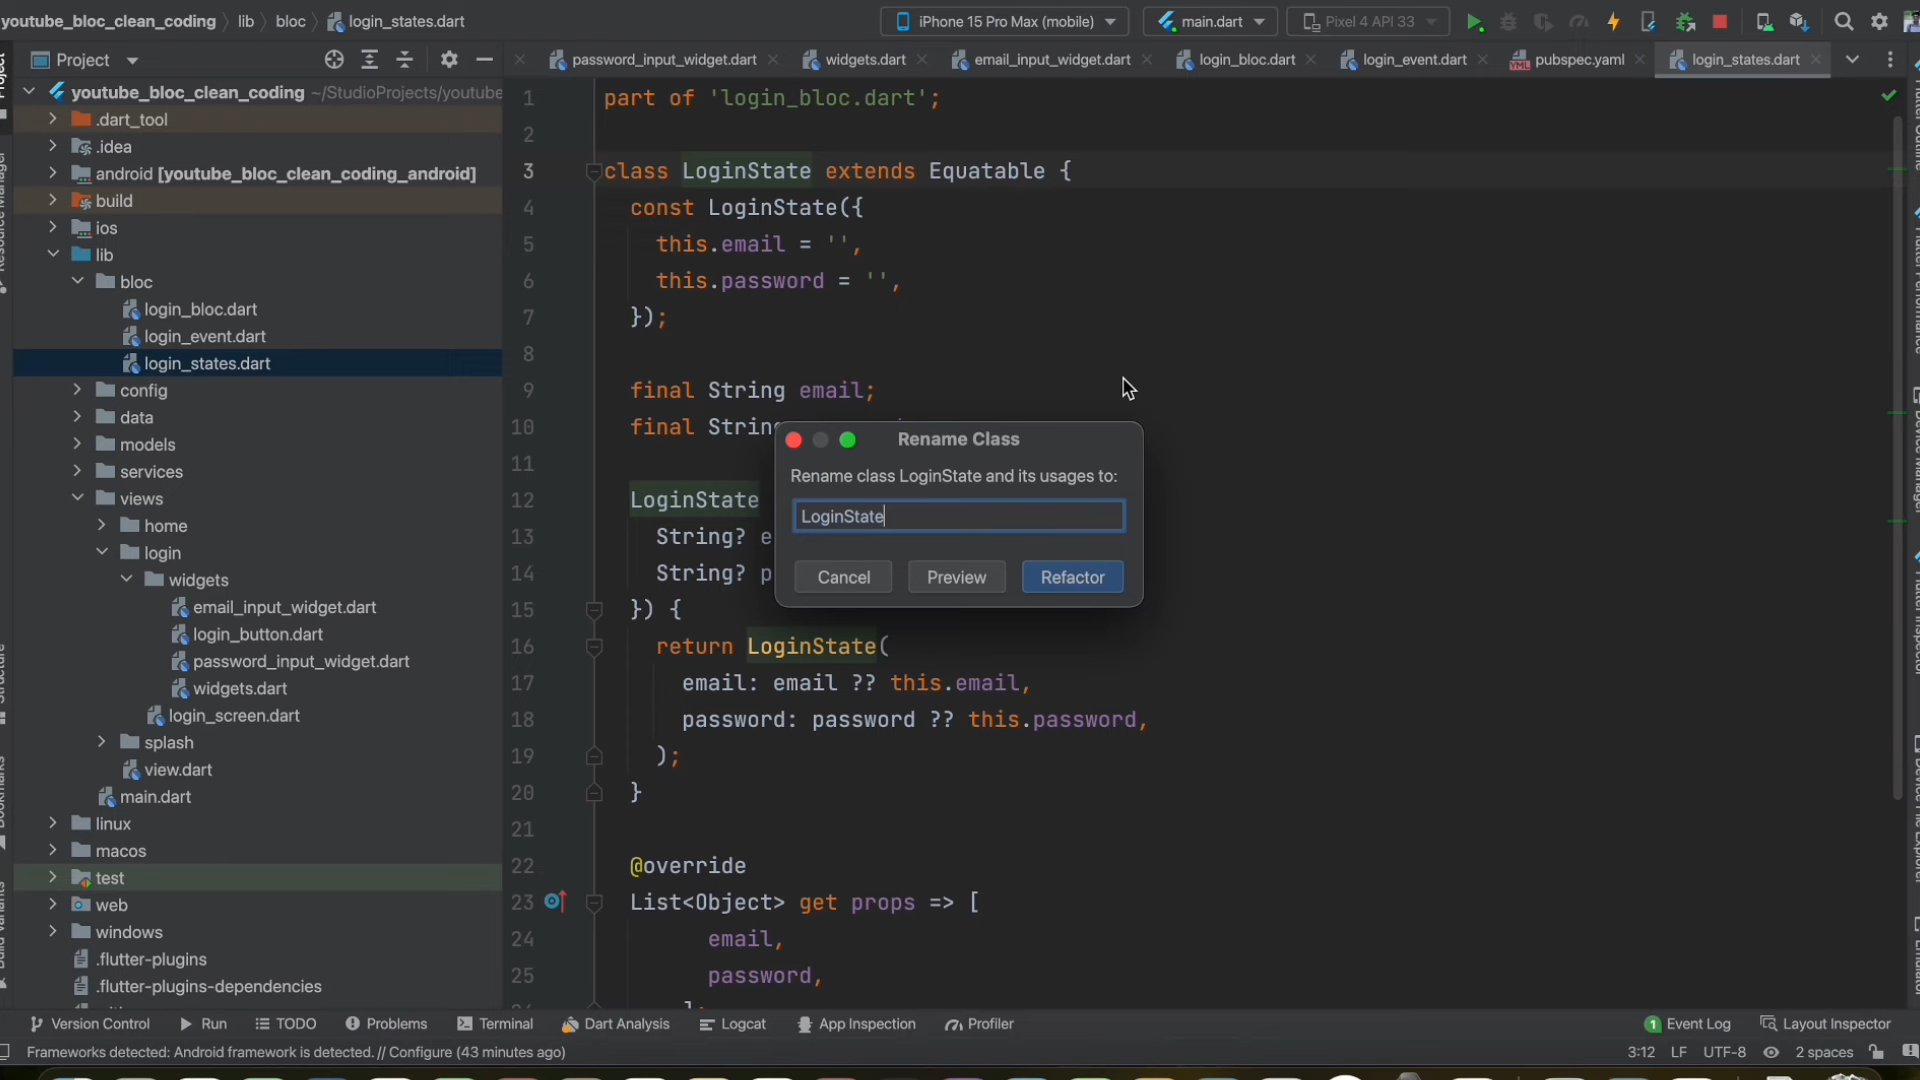 youtube_bloc_clean_coding lib bloc login_states.dart
iPhone 15 Pro Max (mobile) main.dart Pixel 4 API 33
Project
password_input_widget.dart widgets.dart email_input_widget.dart login_bloc.dart login_event.dart pubspec.yaml login_states.dart
youtube_bloc_clean_coding ~/StudioProjects/youtube
.dart_tool
.idea
android [youtube_bloc_clean_coding_android]
build
ios
lib
bloc
login_bloc.dart
login_event.dart
login_states.dart
config
data
models
services
views
home
login
widgets
email_input_widget.dart
login_button.dart
password_input_widget.dart
widgets.dart
login_screen.dart
splash
view.dart
main.dart
linux
macos
test
web
windows
.flutter-plugins
.flutter-plugins-dependencies
1 part of 'login_bloc.dart';
2
3 class LoginState extends Equatable {
4 const LoginState({
5 this.email = '',
6 this.password = '',
7 });
8
9 final String email;
10 final String
11
12 LoginState
13 String? e
14 String? p
15 }) {
16 return LoginState(
17 email: email ?? this.email,
18 password: password ?? this.password,
19 );
20 }
21
22 @override
23 List<Object> get props => [
24 email,
25 password,
Rename Class
Rename class LoginState and its usages to:
LoginState
Cancel Preview Refactor
Version Control Run TODO Problems Terminal Dart Analysis Logcat App Inspection Profiler
1 Event Log Layout Inspector
Frameworks detected: Android framework is detected. // Configure (43 minutes ago)
3:12 LF UTF-8 2 spaces